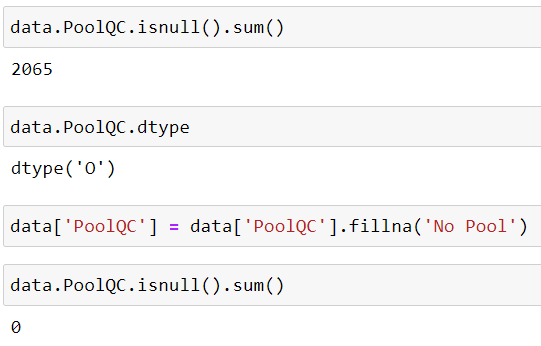 data.PoolQC.isnull().sum()
2065
data.PoolQC.dtype
dtype('O')
data['PoolQC'] = data['PoolQC'].fillna('No Pool')
data.PoolQC.isnull().sum()
0